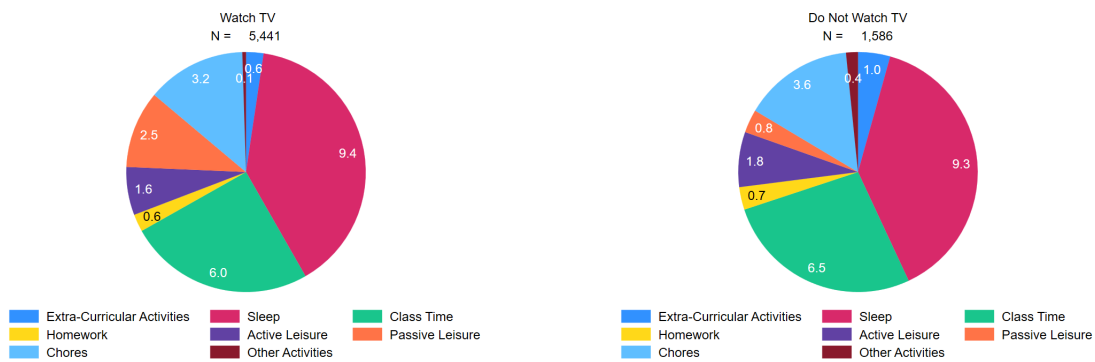 Watch TV
N = 5,441
0.6
0.1
3.2
2.5
9.4
1.6
0.6
6.0
Extra-Curricular Activities
Sleep
Class Time
Homework
Active Leisure
Passive Leisure
Chores
Other Activities
Do Not Watch TV
N = 1,586
1.0
0.4
3.6
0.8
9.3
1.8
0.7
6.5
Extra-Curricular Activities
Sleep
Class Time
Homework
Active Leisure
Passive Leisure
Chores
Other Activities